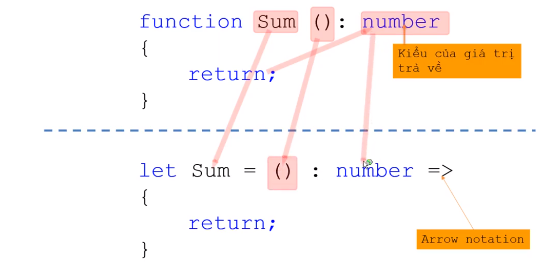 function Sum (): number
{
Kiểu của giá trị
trả về
return;
}
let Sum = () : number =>
{
return;
Arrow notation
}